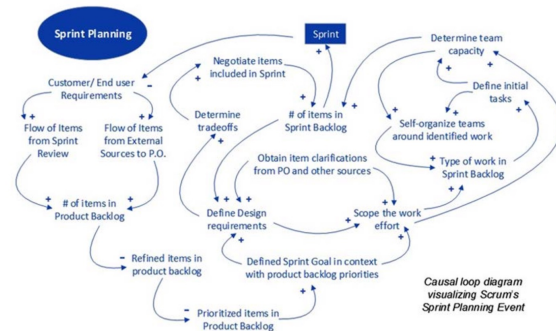 Sprint Planning
Sprint
Determine team
capacity
Negotiate items
included in Sprint
Customer/ End user
Requirements
Define initial
tasks
Flow of Items
from Sprint
Review
Flow of Items
from External
Sources to P.O.
Determine
tradeoffs
# of items in
Sprint Backlog
Self-organize teams
around identified work
Obtain item clarifications
from PO and other sources
Type of work in
Sprint Backlog
# of items in
Product Backlog
Define Design
requirements
Scope the work
effort
Refined items in
product backlog
Defined Sprint Goal in context
with product backlog priorities
Prioritized items in
Product Backlog
Causal loop diagram
visualizing Scrum's
Sprint Planning Event